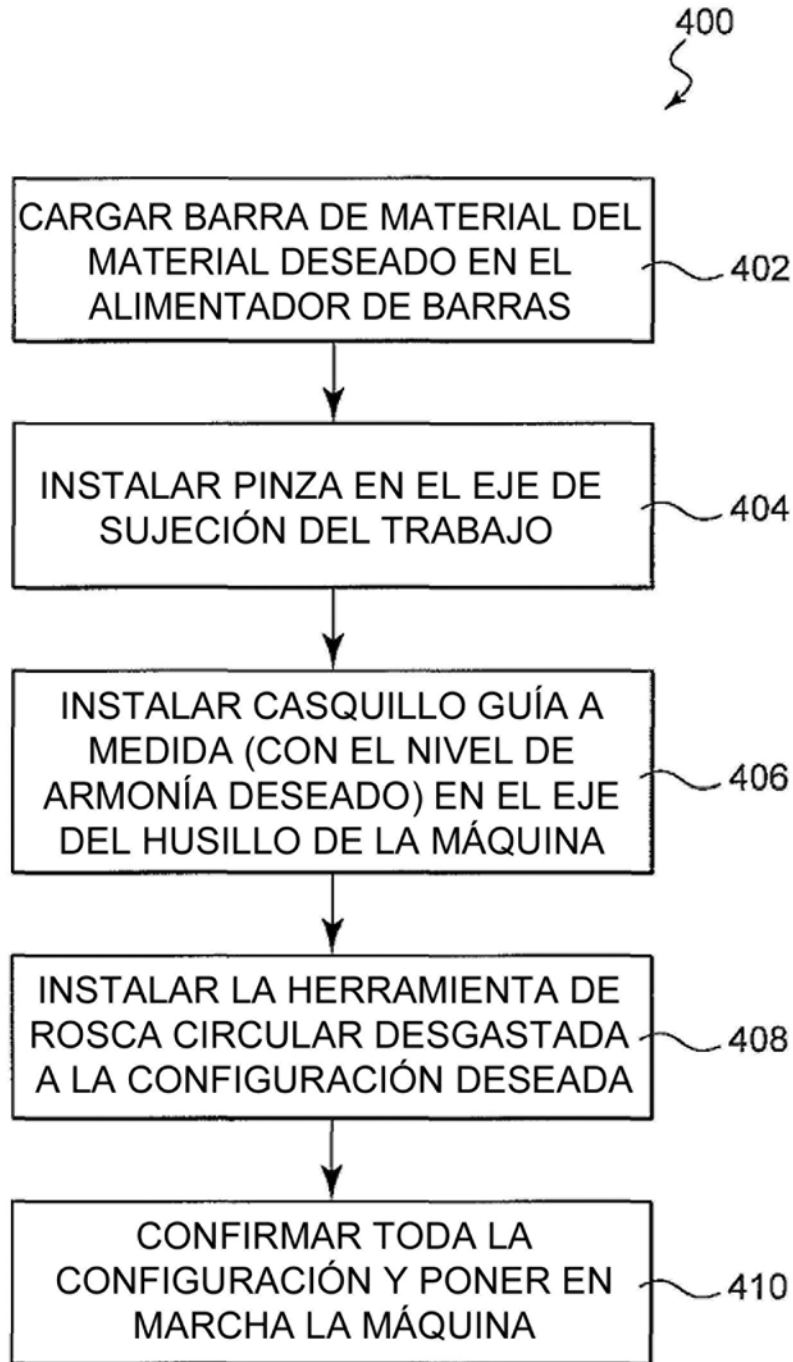 400
CARGAR BARRA DE MATERIAL DEL
MATERIAL DESEADO EN EL
ALIMENTADOR DE BARRAS
402
INSTALAR PINZA EN EL EJE DE
SUJECIÓN DEL TRABAJO
404
INSTALAR CASQUILLO GUÍA A
MEDIDA (CON EL NIVEL DE
ARMONÍA DESEADO) EN EL EJE
DEL HUSILLO DE LA MÁQUINA
406
INSTALAR LA HERRAMIENTA DE
ROSCA CIRCULAR DESGASTADA
A LA CONFIGURACIÓN DESEADA
408
CONFIRMAR TODA LA
CONFIGURACIÓN Y PONER EN
MARCHA LA MÁQUINA
410